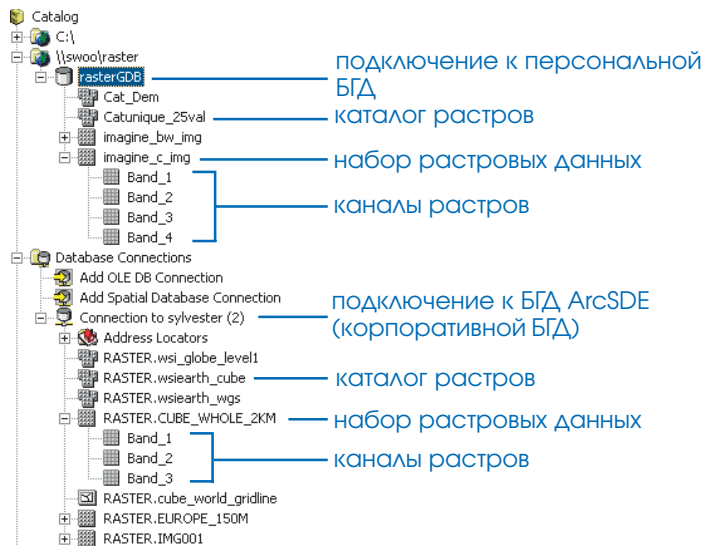 Catalog
C:\
\\swoo\raster
rasterGDB
подключение к персональной
БГД
Cat_Dem
Catunique_25val
каталог растров
imagine_bw_img
imagine_c_img
набор растровых данных
Band_1
Band_2
каналы растров
Band_3
Band_4
Database Connections
Add OLE DB Connection
Add Spatial Database Connection
Connection to sylvester (2)
подключение к БГД ArcSDE
(корпоративной БГД)
Address Locators
RASTER.wsi_globe_level1
RASTER.wsiearth_cube
каталог растров
RASTER.wsiearth_wgs
RASTER.CUBE_WHOLE_2KM
набор растровых данных
Band_1
Band_2
каналы растров
Band_3
RASTER.cube_world_gridline
RASTER.EUROPE_150M
RASTER.IMG001